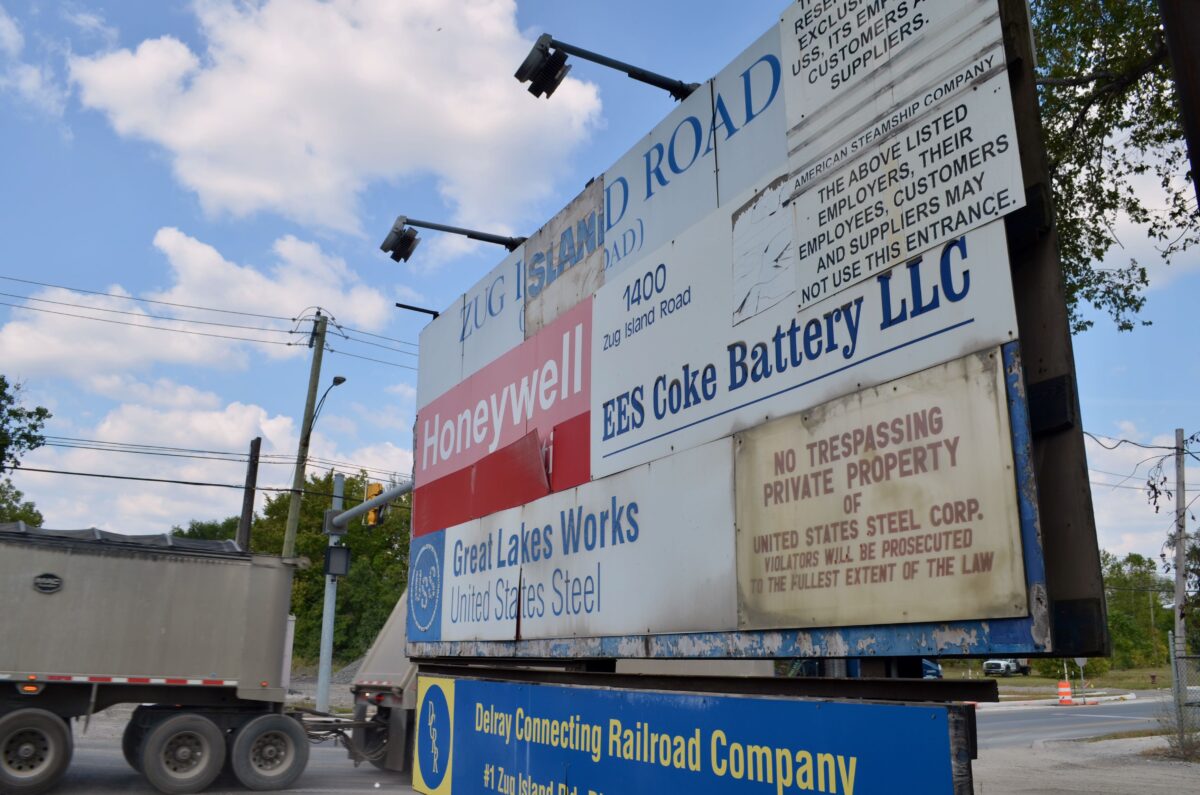 ZUG ISLAND ROAD
OAD)
RESE
EXCLUSI
USS, ITS EMP
CUSTOMERS A
SUPPLIERS.
AMERICAN STEAMSHIP COMPANY
THE ABOVE LISTED
EMPLOYERS, THEIR
EMPLOYEES, CUSTOMERS
AND SUPPLIERS MAY
NOT USE THIS ENTRANCE.
Honeywell
1400
Zug Island Road
EES Coke Battery LLC
USS
Great Lakes Works
United States Steel
NO TRESPASSING
PRIVATE PROPERTY
OF
UNITED STATES STEEL CORP.
VIOLATORS WILL BE PROSECUTED
TO THE FULLEST EXTENT OF THE LAW
DCR
Delray Connecting Railroad Company
#1 Zug Island